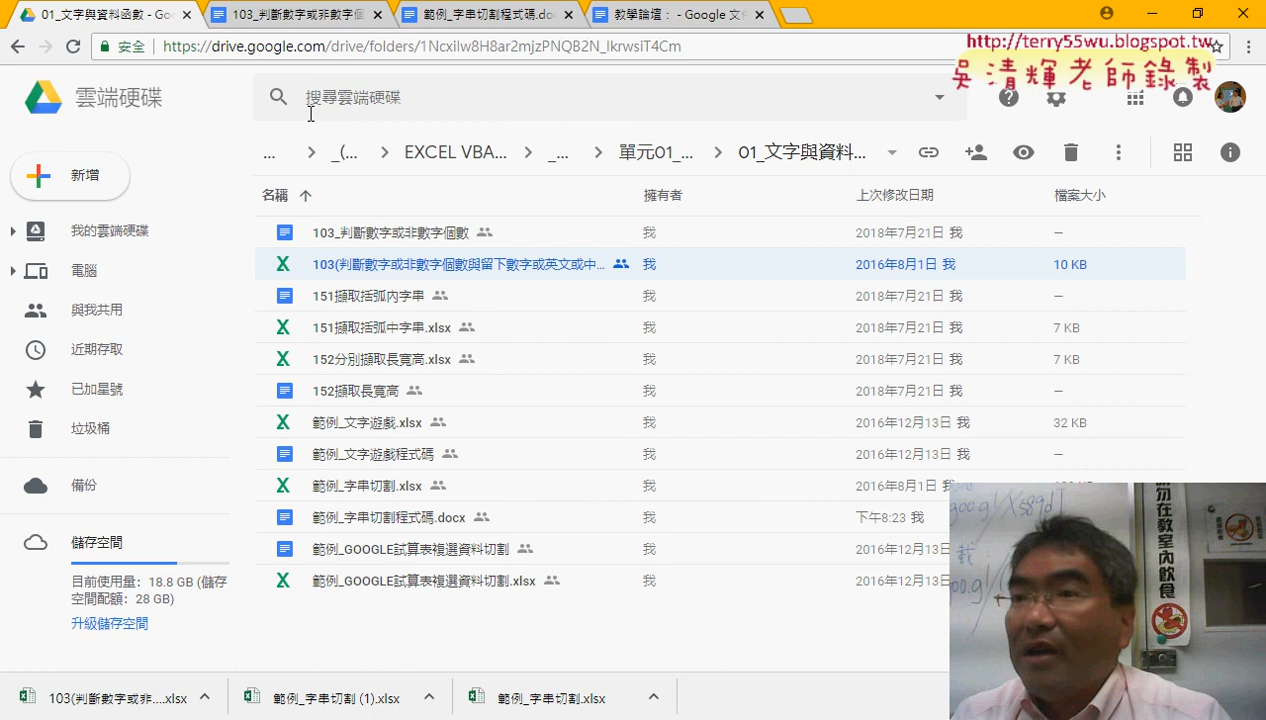 01_文字與資料函數 - Go
103_判斷數字或非數字個
範例_字串切割程式碼.do
教學論壇： - Google 文
安全
https://drive.google.com/drive/folders/1Ncxilw8H8ar2mjzPNQB2N_lkrwsiT4Cm
http://terry55wu.blogspot.tw
吳清輝老師錄製
雲端硬碟
搜尋雲端硬碟
新增
... _(... EXCEL VBA... _... 單元01_... 01_文字與資料...
名稱 擁有者 上次修改日期 檔案大小
我的雲端硬碟
電腦
與我共用
近期存取
已加星號
垃圾桶
備份
儲存空間
目前使用量：18.8 GB (儲存
空間配額：28 GB)
升級儲存空間
103_判斷數字或非數字個數 我 2018年7月21日 我 –
103(判斷數字或非數字個數與留下數字或英文或中... 我 2016年8月1日 我 10 KB
151擷取括弧內字串 我 2018年7月21日 我 –
151擷取括弧中字串.xlsx 我 2018年7月21日 我 7 KB
152分別擷取長寬高.xlsx 我 2018年7月21日 我 7 KB
152擷取長寬高 我 2018年7月21日 我 –
範例_文字遊戲.xlsx 我 2016年12月13日 我 32 KB
範例_文字遊戲程式碼 我 2016年12月13日 我 –
範例_字串切割.xlsx 我 2016年8月1日 我
範例_字串切割程式碼.docx 我 下午8:23 我
範例_GOOGLE試算表複選資料切割 我 2016年12月13日
範例_GOOGLE試算表複選資料切割.xlsx 我 2016年12月13日
勿在教室內飲食
103(判斷數字或非....xlsx
範例_字串切割 (1).xlsx
範例_字串切割.xlsx